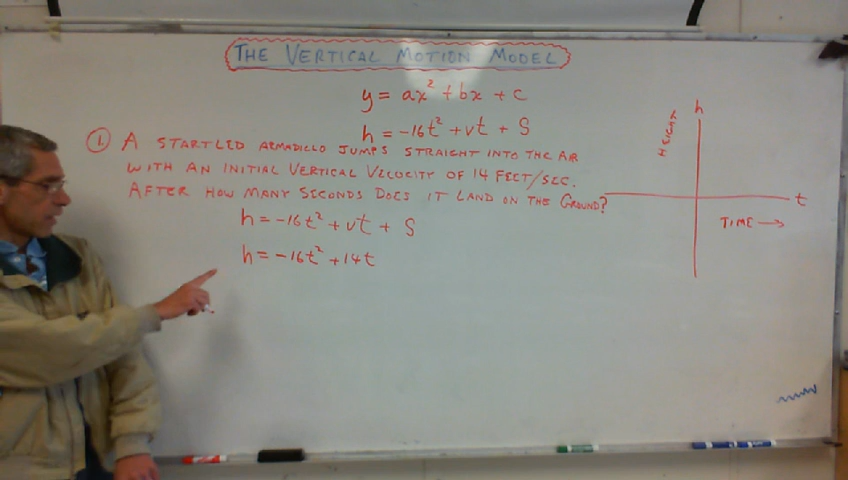 THE VERTICAL MOTION MODEL
y = ax² + bx + c
h = -16t² + vt + S
① A STARTLED ARMADILLO JUMPS STRAIGHT INTO THE AIR
WITH AN INITIAL VERTICAL VELOCITY OF 14 FEET/SEC.
AFTER HOW MANY SECONDS DOES IT LAND ON THE GROUND?
h = -16t² + vt + S
h = -16t² + 14t
h
HEIGHT
t
TIME →